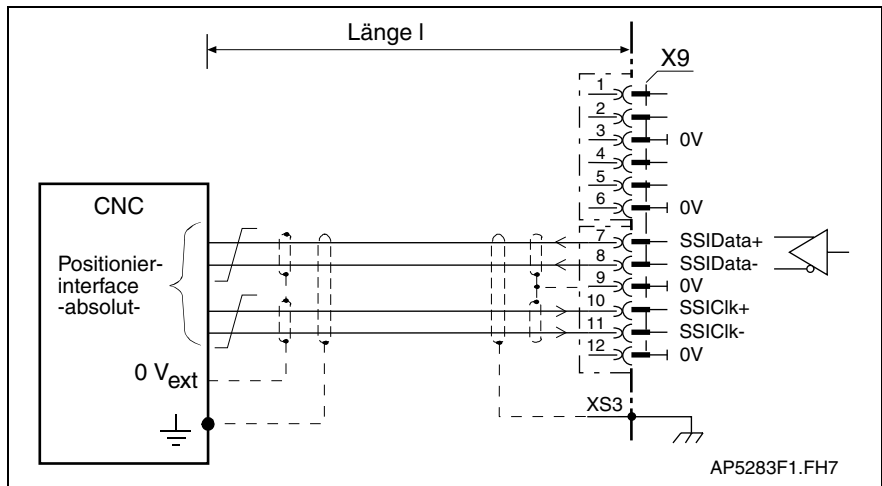 Länge l
X9
1
2
3 0V
4
5
6 0V
CNC
Positionier-
interface
-absolut-
7 SSIData+
8 SSIData-
9 0V
10 SSIClk+
11 SSIClk-
12 0V
0 Vext
XS3
AP5283F1.FH7